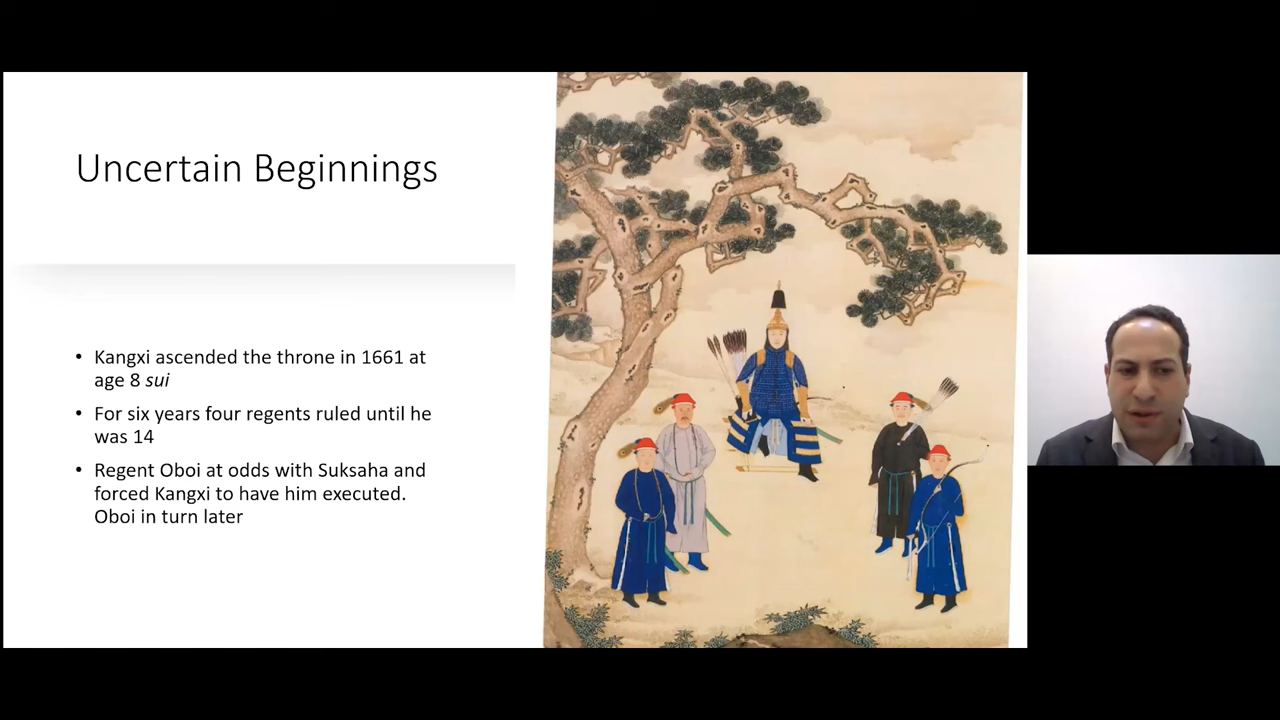 Uncertain Beginnings
• Kangxi ascended the throne in 1661 at
age 8 sui
• For six years four regents ruled until he
was 14
• Regent Oboi at odds with Suksaha and
forced Kangxi to have him executed.
Oboi in turn later